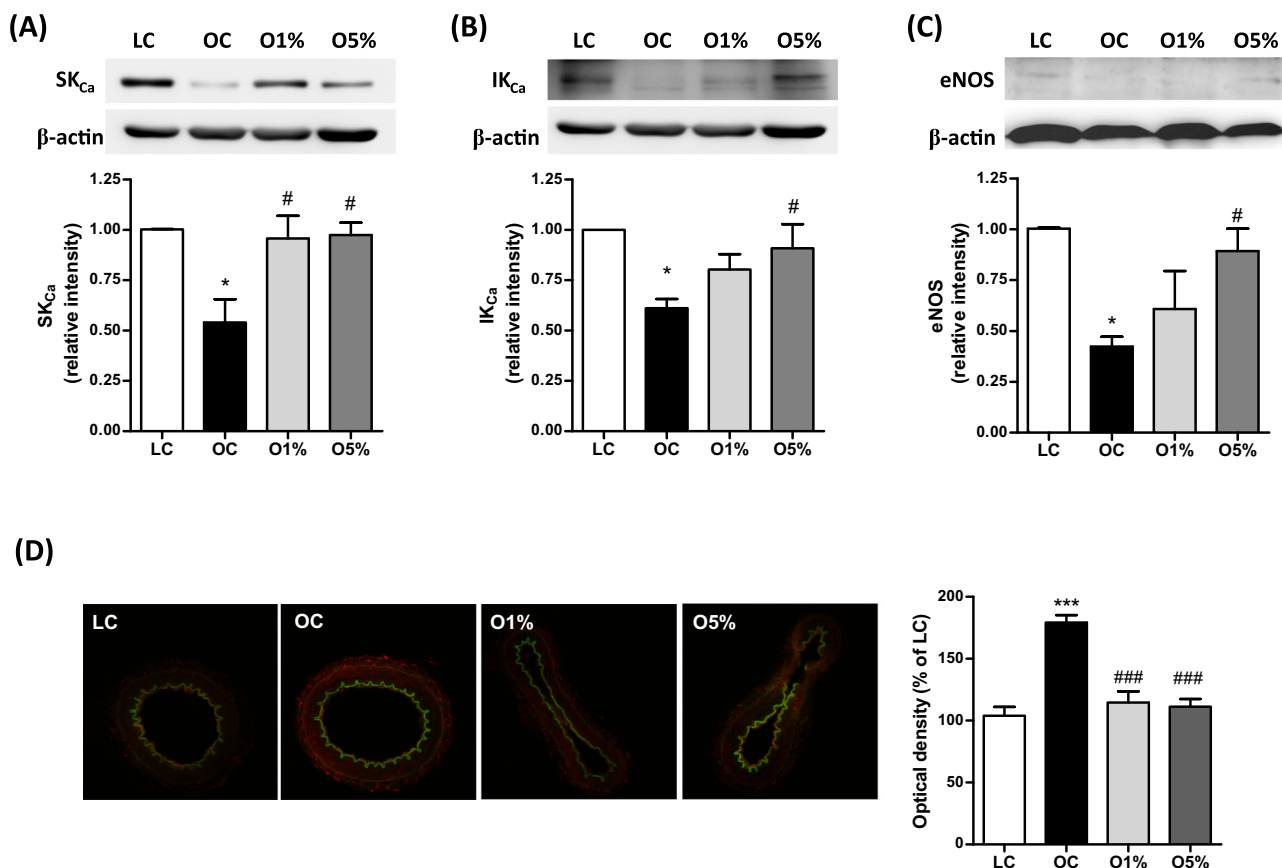 (A)
LC OC O1% O5%
SKCa
β-actin
1.25
1.00
0.75
0.50
0.25
0.00
SKCa
(relative intensity)
*
#
#
LC OC O1% O5%
(B)
LC OC O1% O5%
IKCa
β-actin
1.25
1.00
0.75
0.50
0.25
0.00
IKCa
(relative intensity)
*
#
LC OC O1% O5%
(C)
LC OC O1% O5%
eNOS
β-actin
1.25
1.00
0.75
0.50
0.25
0.00
eNOS
(relative intensity)
*
#
LC OC O1% O5%
(D)
LC
OC
O1%
O5%
200
150
100
50
0
Optical density (% of LC)
***
###
###
LC OC O1% O5%